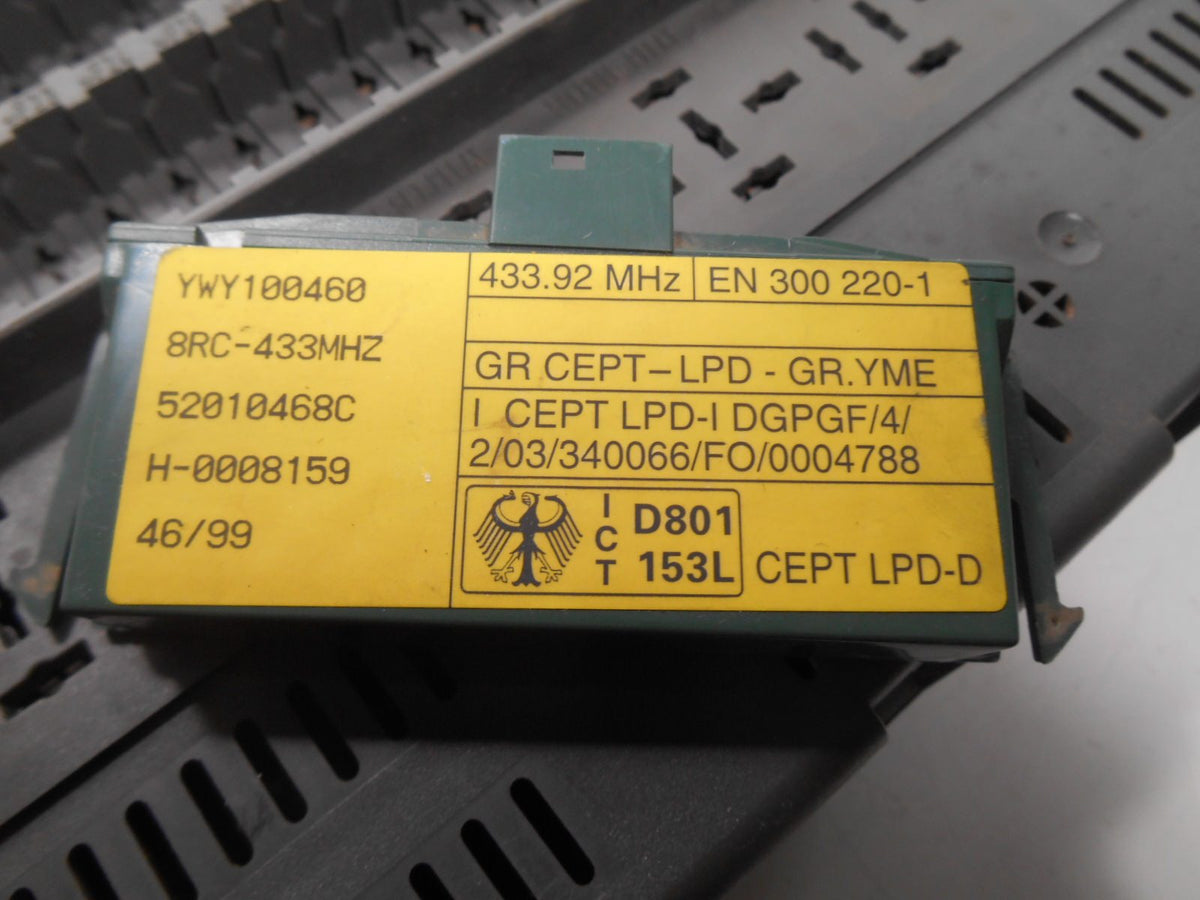 YWY100460
8RC-433MHZ
52010468C
H-0008159
46/99
433.92 MHz
EN 300 220-1
GR CEPT–LPD - GR.YME
I CEPT LPD-I DGPGF/4/
2/03/340066/FO/0004788
ICT
D801
153L
CEPT LPD-D